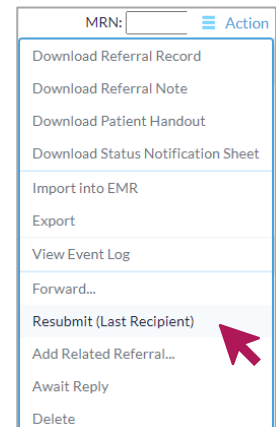 MRN: Action
Download Referral Record
Download Referral Note
Download Patient Handout
Download Status Notification Sheet
Import into EMR
Export
View Event Log
Forward...
Resubmit (Last Recipient)
Add Related Referral...
Await Reply
Delete